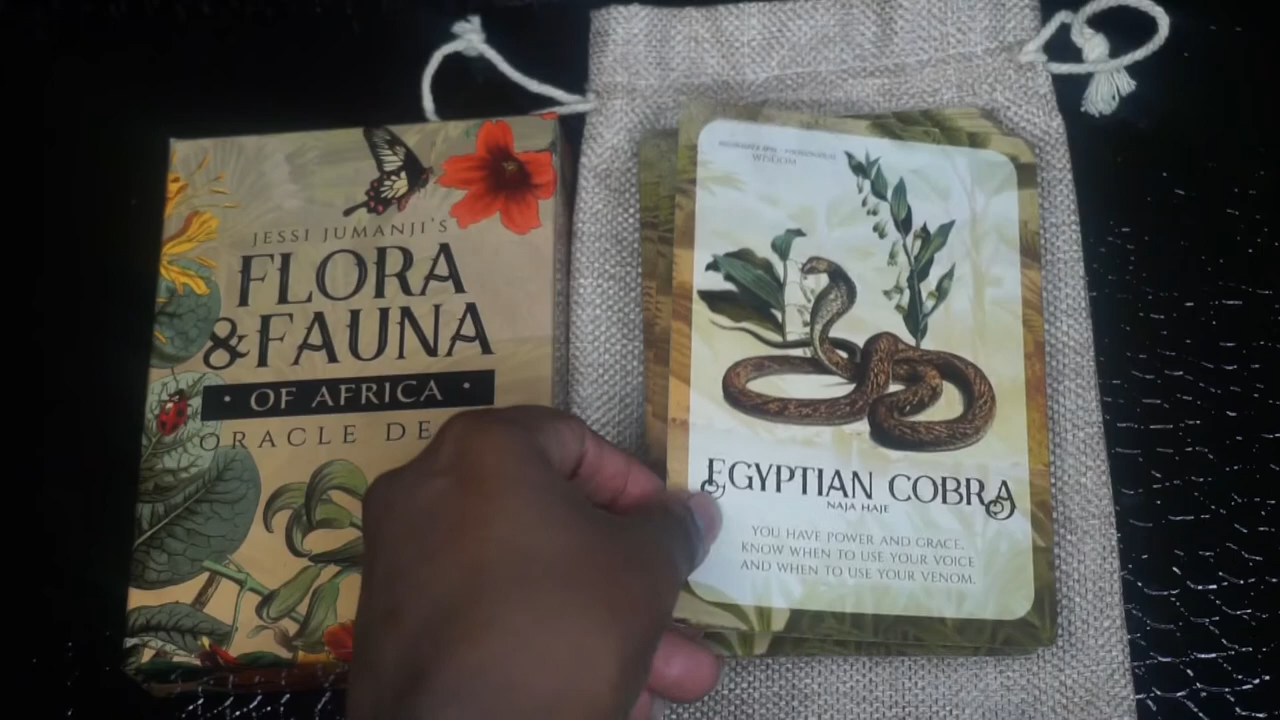 JESSI JUMANJI'S
FLORA
&FAUNA
· OF AFRICA ·
ORACLE DE
WISDOM
EGYPTIAN COBRA
NAJA HAJE
YOU HAVE POWER AND GRACE,
KNOW WHEN TO USE YOUR VOICE
AND WHEN TO USE YOUR VENOM.